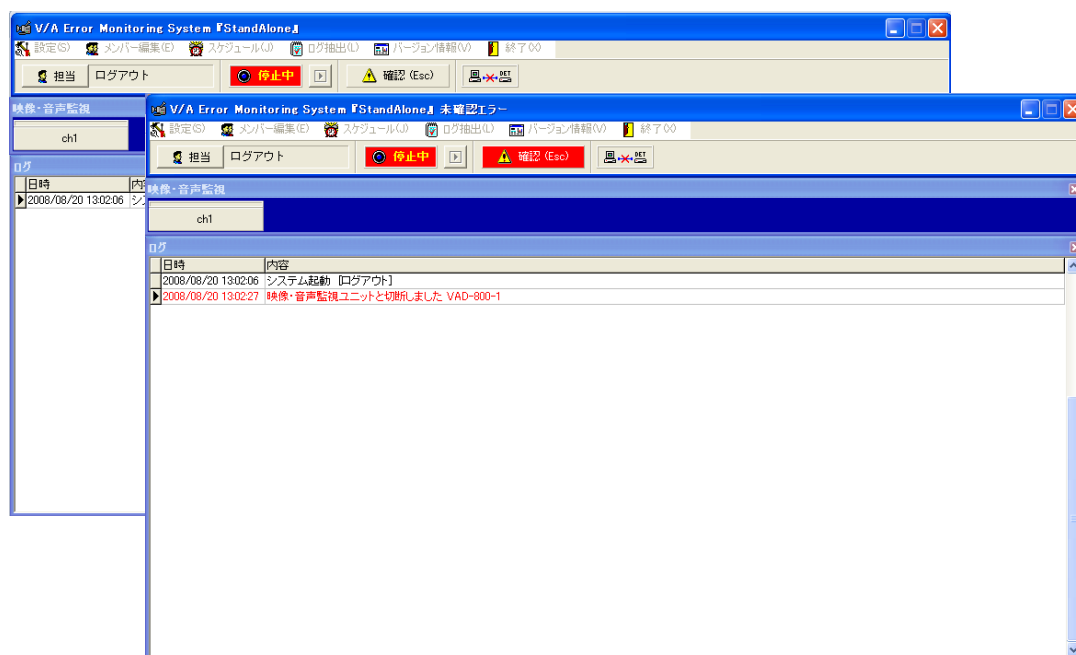 V/A Error Monitoring System『StandAlone』
設定(S) メンバー編集(E) スケジュール(J) ログ抽出(L) バージョン情報(V) 終了(X)
担当 ログアウト 停止中 確認 (Esc) DET
映像・音声監視
ch1
ログ
日時 内
2008/08/20 13:02:06 シ
V/A Error Monitoring System『StandAlone』 未確認エラー
設定(S) メンバー編集(E) スケジュール(J) ログ抽出(L) バージョン情報(V) 終了(X)
担当 ログアウト 停止中 確認 (Esc) DET
映像・音声監視
ch1
ログ
日時 内容
2008/08/20 13:02:06 システム起動 [ログアウト]
2008/08/20 13:02:27 映像・音声監視ユニットと切断しました VAD-800-1